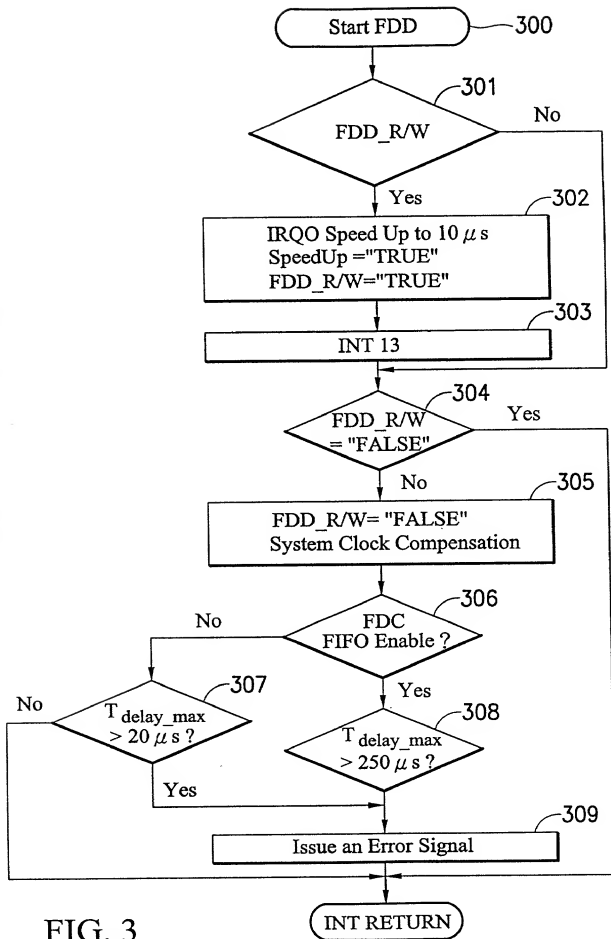 Start FDD
300
301
FDD_R/W
No
Yes
302
IRQO Speed Up to 10 μs
SpeedUp ="TRUE"
FDD_R/W="TRUE"
303
INT 13
304
FDD_R/W
= "FALSE"
Yes
No
305
FDD_R/W= "FALSE"
System Clock Compensation
306
FDC
FIFO Enable ?
No
Yes
307
No
T delay_max
> 20 μs ?
Yes
308
T delay_max
> 250 μs ?
309
Issue an Error Signal
INT RETURN
FIG. 3